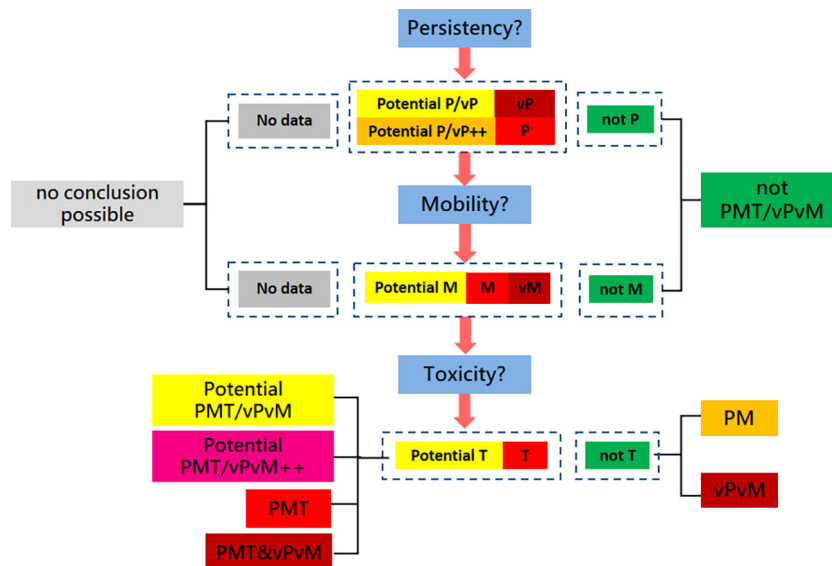 Persistency?
No data
Potential P/vP
vP
Potential P/vP++
P
not P
no conclusion
possible
Mobility?
not
PMT/vPvM
No data
Potential M
M
vM
not M
Toxicity?
Potential
PMT/vPvM
Potential
PMT/vPvM++
PMT
PMT&vPvM
Potential T
T
not T
PM
vPvM